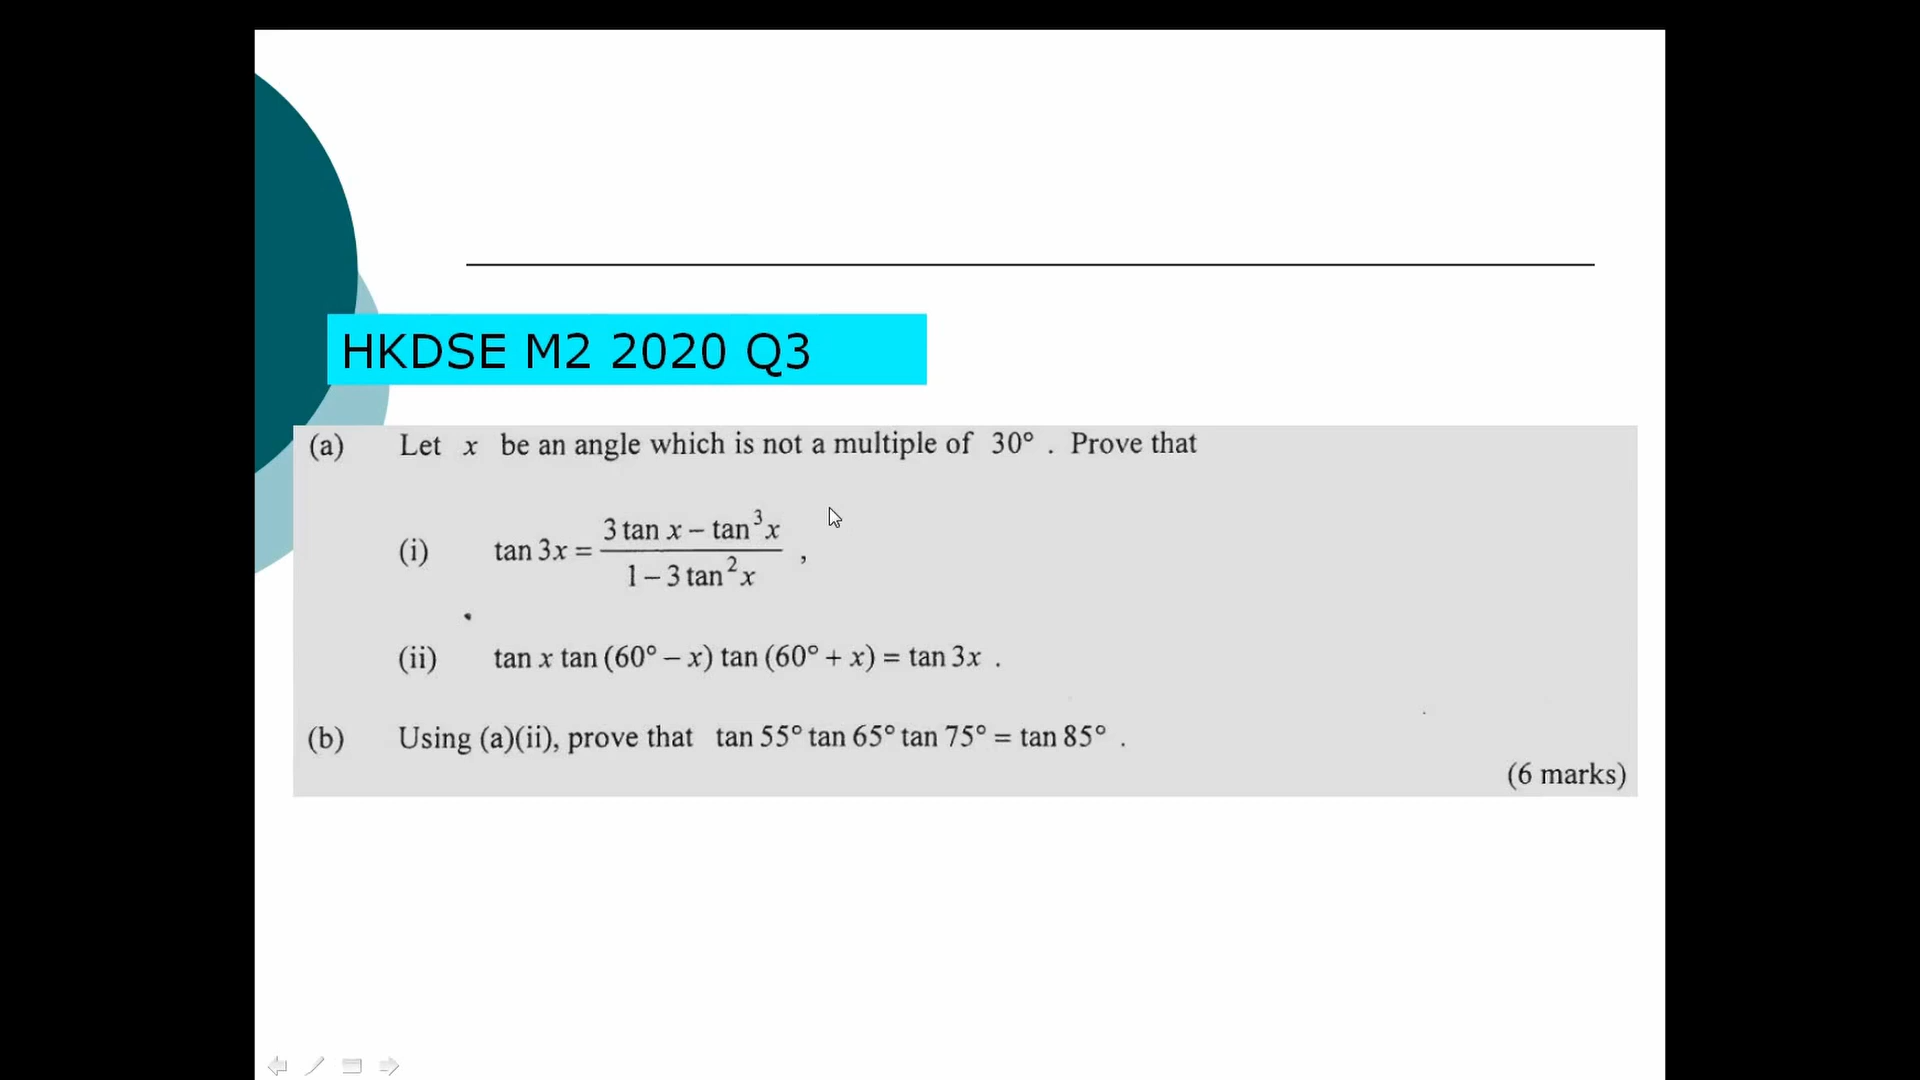 HKDSE M2 2020 Q3
(a) Let x be an angle which is not a multiple of 30° . Prove that
(i) tan 3x = (3 tan x – tan³x) / (1 – 3 tan²x) ,
(ii) tan x tan (60° – x) tan (60° + x) = tan 3x .
(b) Using (a)(ii), prove that tan 55° tan 65° tan 75° = tan 85° .
(6 marks)